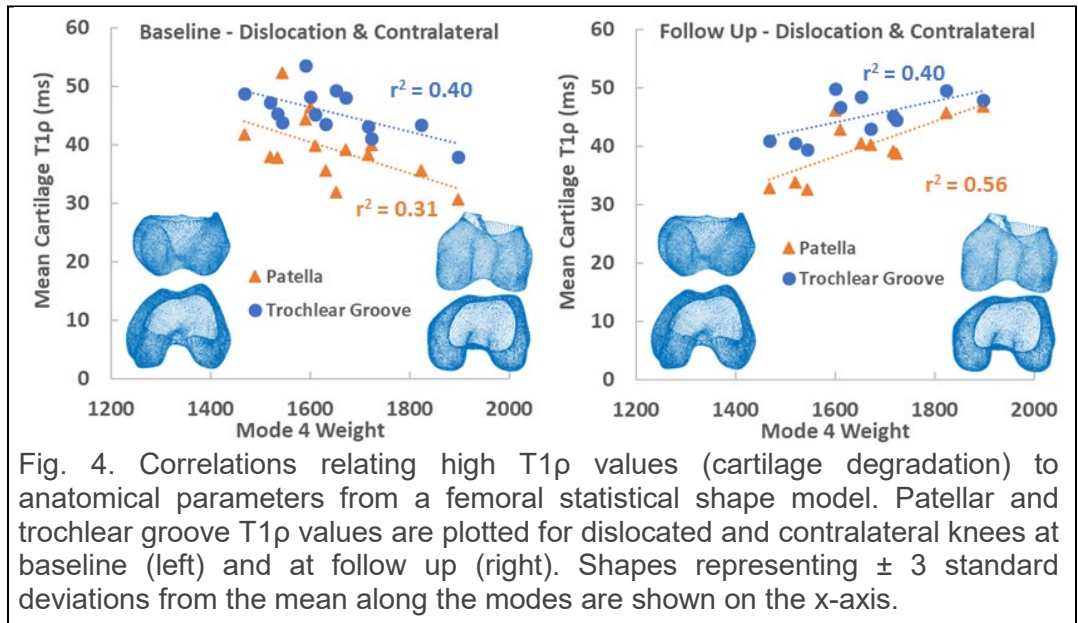 Baseline - Dislocation & Contralateral
Mean Cartilage T1ρ (ms)
60
50
40
30
20
10
0
r² = 0.40
r² = 0.31
Patella
Trochlear Groove
1200 1400 1600 1800 2000
Mode 4 Weight
Follow Up - Dislocation & Contralateral
Mean Cartilage T1ρ (ms)
60
50
40
30
20
10
0
r² = 0.40
r² = 0.56
Patella
Trochlear Groove
1200 1400 1600 1800 2000
Mode 4 Weight
Fig. 4. Correlations relating high T1ρ values (cartilage degradation) to
anatomical parameters from a femoral statistical shape model. Patellar and
trochlear groove T1ρ values are plotted for dislocated and contralateral knees at
baseline (left) and at follow up (right). Shapes representing ± 3 standard
deviations from the mean along the modes are shown on the x-axis.